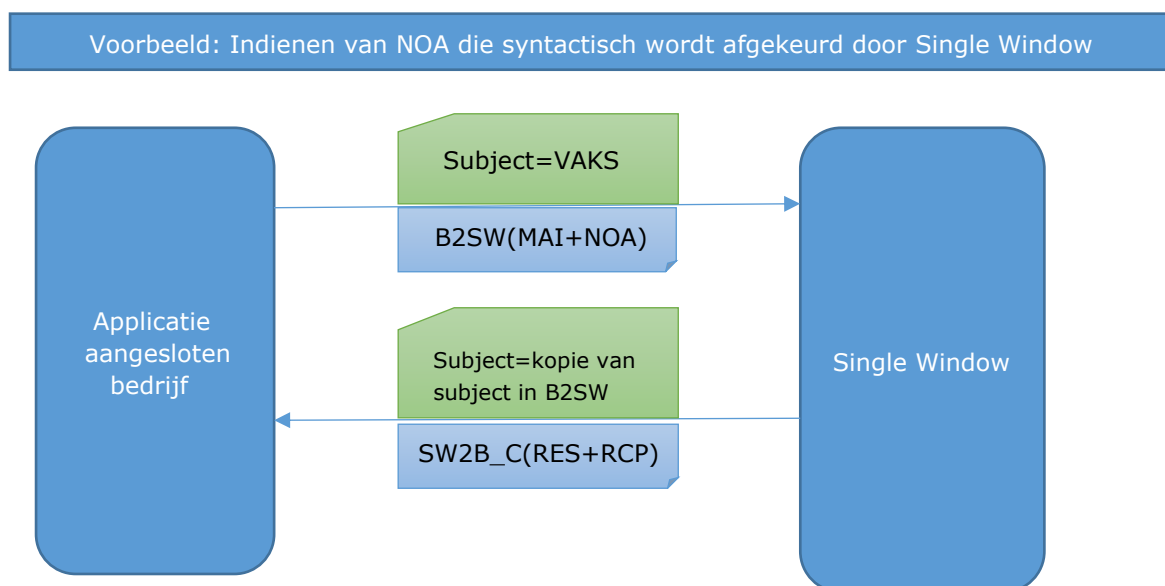 Voorbeeld: Indienen van NOA die syntactisch wordt afgekeurd door Single Window
Subject=VAKS
B2SW(MAI+NOA)
Applicatie
aangesloten
bedrijf
Subject=kopie van
subject in B2SW
SW2B_C(RES+RCP)
Single Window